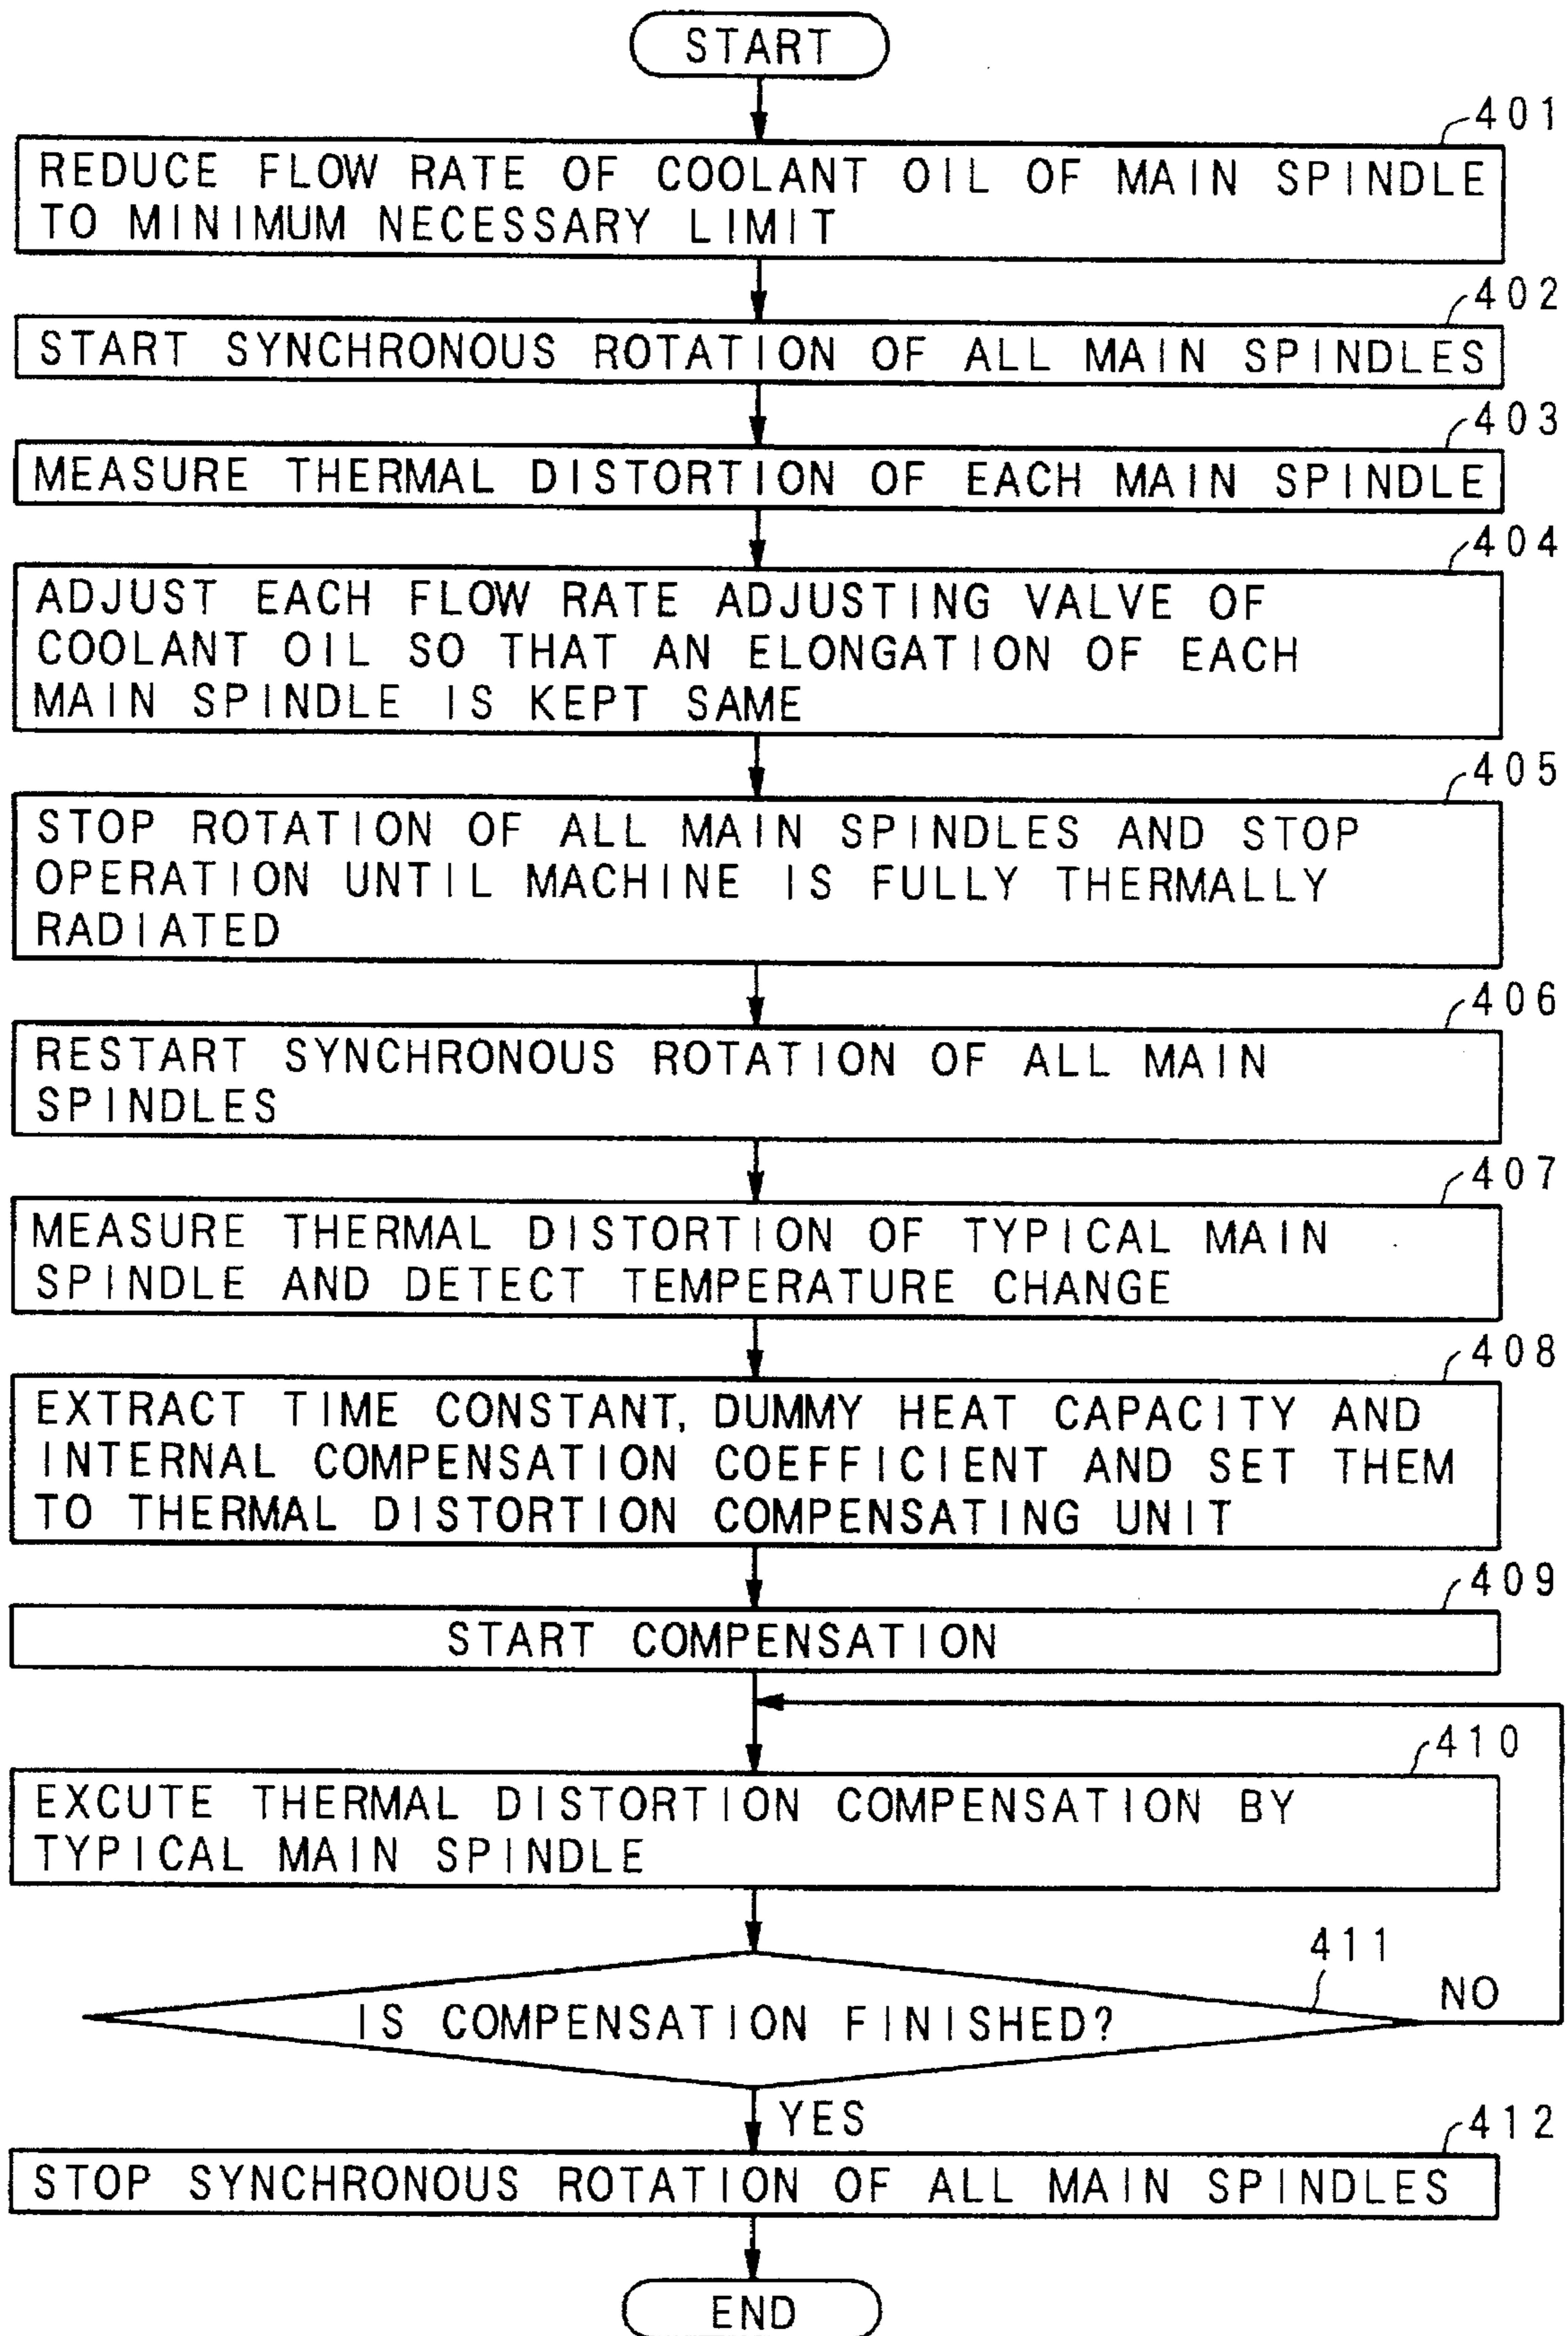 START
401
REDUCE FLOW RATE OF COOLANT OIL OF MAIN SPINDLE
TO MINIMUM NECESSARY LIMIT
402
START SYNCHRONOUS ROTATION OF ALL MAIN SPINDLES
403
MEASURE THERMAL DISTORTION OF EACH MAIN SPINDLE
404
ADJUST EACH FLOW RATE ADJUSTING VALVE OF
COOLANT OIL SO THAT AN ELONGATION OF EACH
MAIN SPINDLE IS KEPT SAME
405
STOP ROTATION OF ALL MAIN SPINDLES AND STOP
OPERATION UNTIL MACHINE IS FULLY THERMALLY
RADIATED
406
RESTART SYNCHRONOUS ROTATION OF ALL MAIN
SPINDLES
407
MEASURE THERMAL DISTORTION OF TYPICAL MAIN
SPINDLE AND DETECT TEMPERATURE CHANGE
408
EXTRACT TIME CONSTANT, DUMMY HEAT CAPACITY AND
INTERNAL COMPENSATION COEFFICIENT AND SET THEM
TO THERMAL DISTORTION COMPENSATING UNIT
409
START COMPENSATION
410
EXCUTE THERMAL DISTORTION COMPENSATION BY
TYPICAL MAIN SPINDLE
411
NO
IS COMPENSATION FINISHED?
YES
412
STOP SYNCHRONOUS ROTATION OF ALL MAIN SPINDLES
END